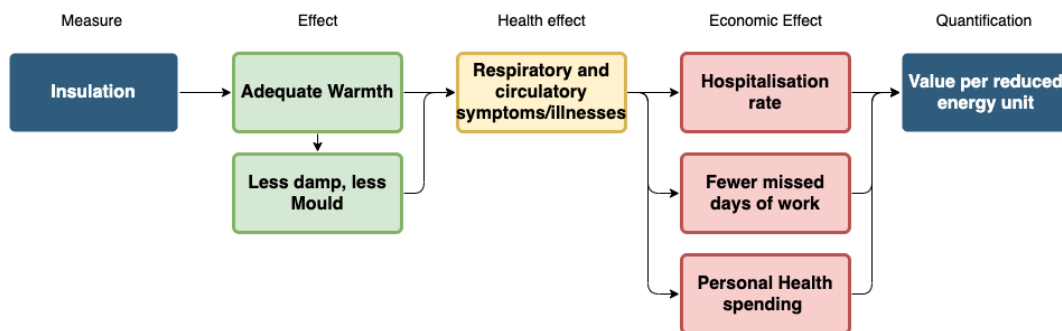 Measure
Effect
Health effect
Economic Effect
Quantification
Insulation
Adequate Warmth
Respiratory and
circulatory
symptoms/illnesses
Hospitalisation
rate
Value per reduced
energy unit
Less damp, less
Mould
Fewer missed
days of work
Personal Health
spending